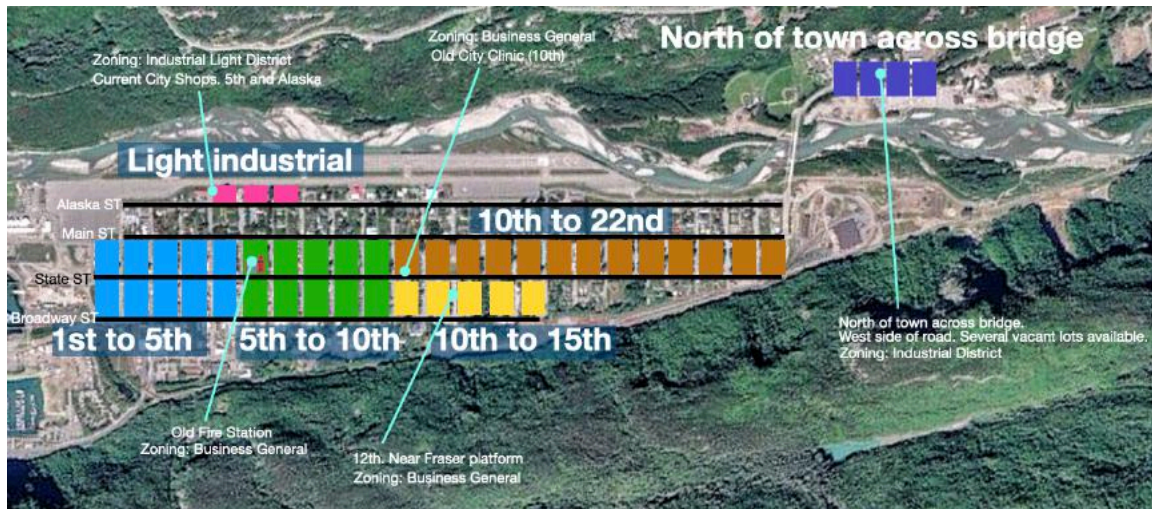 Zoning: Business General
Old City Clinic (10th)
North of town across bridge
Zoning: Industrial Light District
Current City Shops. 5th and Alaska
Light industrial
Alaska ST
10th to 22nd
Main ST
State ST
Broadway ST
1st to 5th
5th to 10th
10th to 15th
North of town across bridge.
West side of road. Several vacant lots available.
Zoning: Industrial District
Old Fire Station
Zoning: Business General
12th. Near Fraser platform
Zoning: Business General